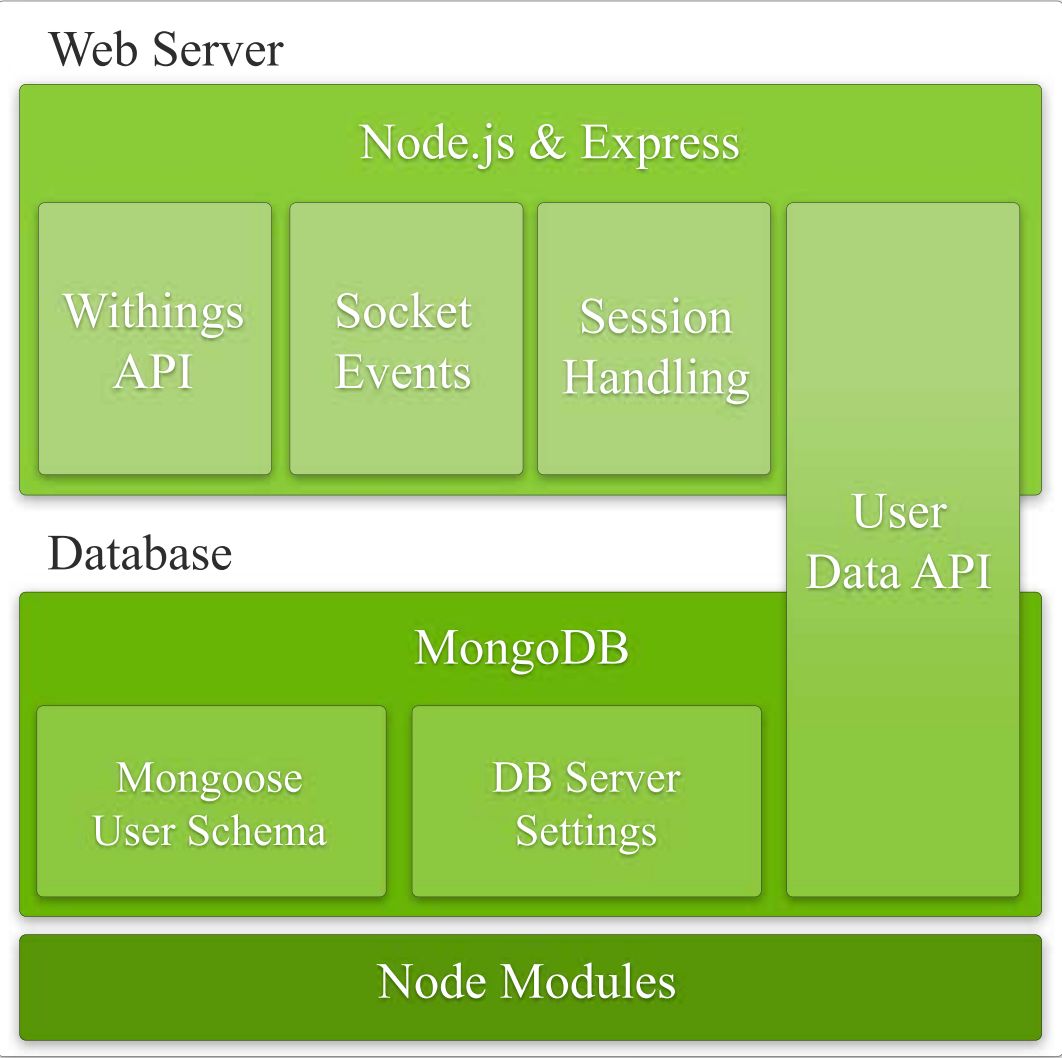 Web Server
Node.js & Express
Withings
API
Socket
Events
Session
Handling
User
Data API
Database
MongoDB
Mongoose
User Schema
DB Server
Settings
Node Modules